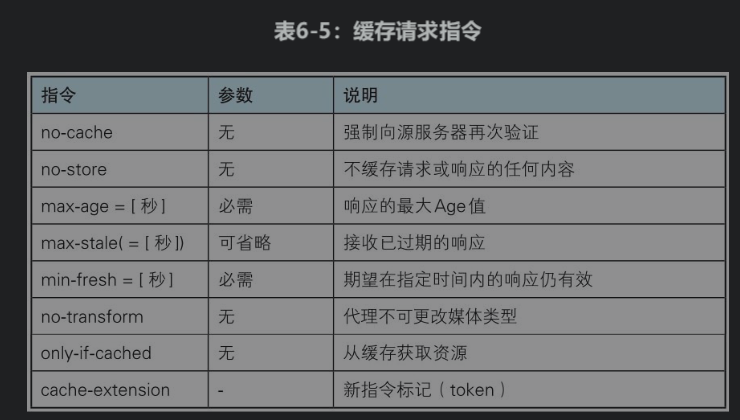 表6-5：缓存请求指令
指令 参数 说明
no-cache 无 强制向源服务器再次验证
no-store 无 不缓存请求或响应的任何内容
max-age = [ 秒] 必需 响应的最大Age值
max-stale( = [ 秒]) 可省略 接收已过期的响应
min-fresh = [ 秒] 必需 期望在指定时间内的响应仍有效
no-transform 无 代理不可更改媒体类型
only-if-cached 无 从缓存获取资源
cache-extension - 新指令标记（token）